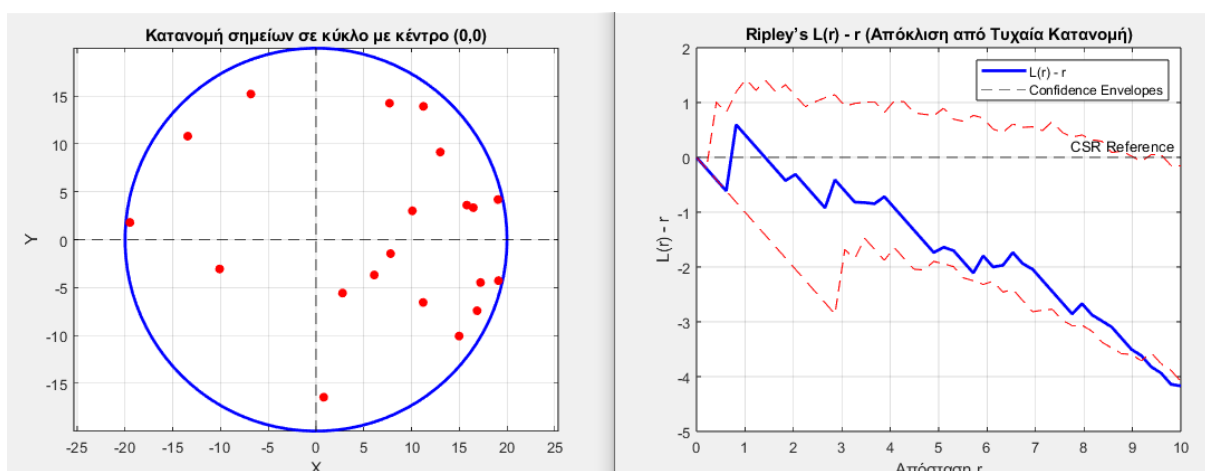 Κατανομή σημείων σε κύκλο με κέντρο (0,0)
15
10
5
0
-5
-10
-15
Y
-25 -20 -15 -10 -5 0 5 10 15 20 25
X
Ripley's L(r) - r (Απόκλιση από Τυχαία Κατανομή)
2
1
0
-1
-2
-3
-4
-5
L(r) - r
L(r) - r
Confidence Envelopes
CSR Reference
0 1 2 3 4 5 6 7 8 9 10
Απόσταση r